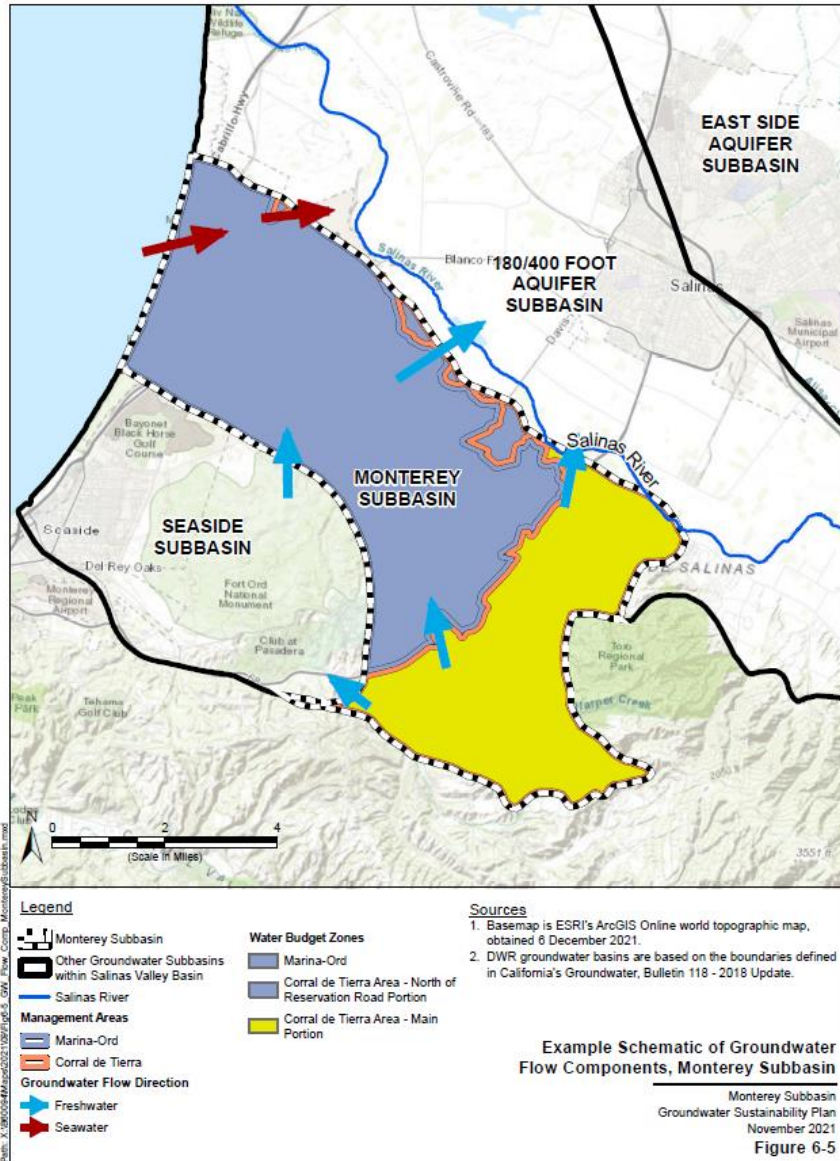 Wildlife
Refuge
Castroville Rd—183
EAST SIDE
AQUIFER
SUBBASIN
Salinas River
Blanco
180/400 FOOT
AQUIFER
SUBBASIN
Salinas
Davis
Salinas
Municipal
Airport
Bayonet
Black Horse
Golf
Course
Salinas River
MONTEREY
SUBBASIN
SEASIDE
SUBBASIN
Seaside
Del Rey Oaks
DE SALINAS
Monterey
Regional
Airport
Fort Ord
National
Monument
Club at
Pasadera
Toro
Regional
Park
Harper Creek
Peak
Park
Tehama
Golf Club
N
0 2 4
(Scale in Miles)
3551 ft
Legend
Monterey Subbasin
Other Groundwater Subbasins
within Salinas Valley Basin
Salinas River
Management Areas
Marina-Ord
Corral de Tierra
Groundwater Flow Direction
Freshwater
Seawater
Water Budget Zones
Marina-Ord
Corral de Tierra Area - North of
Reservation Road Portion
Corral de Tierra Area - Main
Portion
Sources
1. Basemap is ESRI's ArcGIS Online world topographic map,
obtained 6 December 2021.
2. DWR groundwater basins are based on the boundaries defined
in California's Groundwater, Bulletin 118 - 2018 Update.
Example Schematic of Groundwater
Flow Components, Monterey Subbasin
Monterey Subbasin
Groundwater Sustainability Plan
November 2021
Figure 6-5